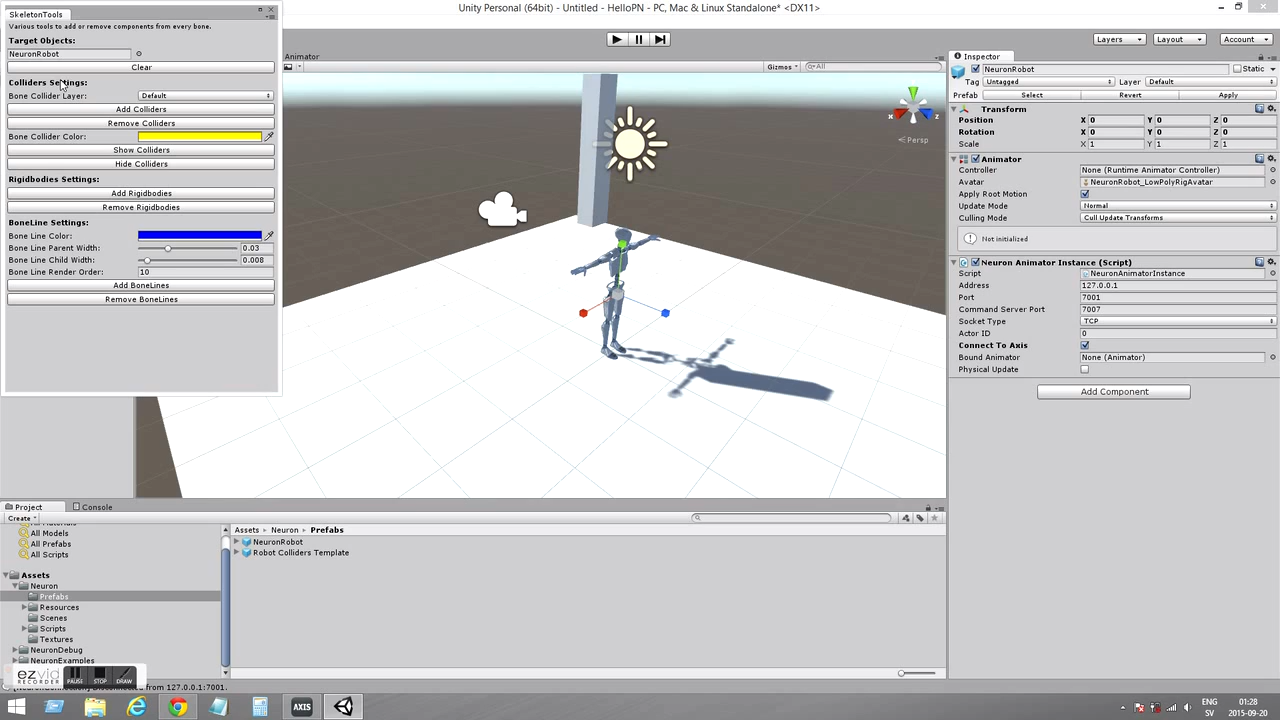 SkeletonTools
Various tools to add or remove components from every bone.
Target Objects:
NeuronRobot
Clear
Colliders Settings:
Bone Collider Layer: Default
Add Colliders
Remove Colliders
Bone Collider Color:
Show Colliders
Hide Colliders
Rigidbodies Settings:
Add Rigidbodies
Remove Rigidbodies
BoneLine Settings:
Bone Line Color:
Bone Line Parent Width: 0.03
Bone Line Child Width: 0.008
Bone Line Render Order: 10
Add BoneLines
Remove BoneLines
Unity Personal (64bit) - Untitled - HelloPN - PC, Mac & Linux Standalone* <DX11>
Layers Layout Account
Animator
Gizmos All
Persp
Inspector
NeuronRobot Static
Tag Untagged Layer Default
Prefab Select Revert Apply
Transform
Position X 0 Y 0 Z 0
Rotation X 0 Y 0 Z 0
Scale X 1 Y 1 Z 1
Animator
Controller None (Runtime Animator Controller)
Avatar NeuronRobot_LowPolyRigAvatar
Apply Root Motion
Update Mode Normal
Culling Mode Cull Update Transforms
Not initialized
Neuron Animator Instance (Script)
Script NeuronAnimatorInstance
Address 127.0.0.1
Port 7001
Command Server Port 7007
Socket Type TCP
Actor ID 0
Connect To Axis
Bound Animator None (Animator)
Physical Update
Add Component
Project Console
Create
All Materials
All Models
All Prefabs
All Scripts
Assets
Neuron
Prefabs
Resources
Scenes
Scripts
Textures
NeuronDebug
NeuronExamples
Assets Neuron Prefabs
NeuronRobot
Robot Colliders Template
ezvid
RECORDER
PAUSE STOP DRAW
from 127.0.0.1:7001.
AXIS
ENG
SV
01:28
2015-09-20